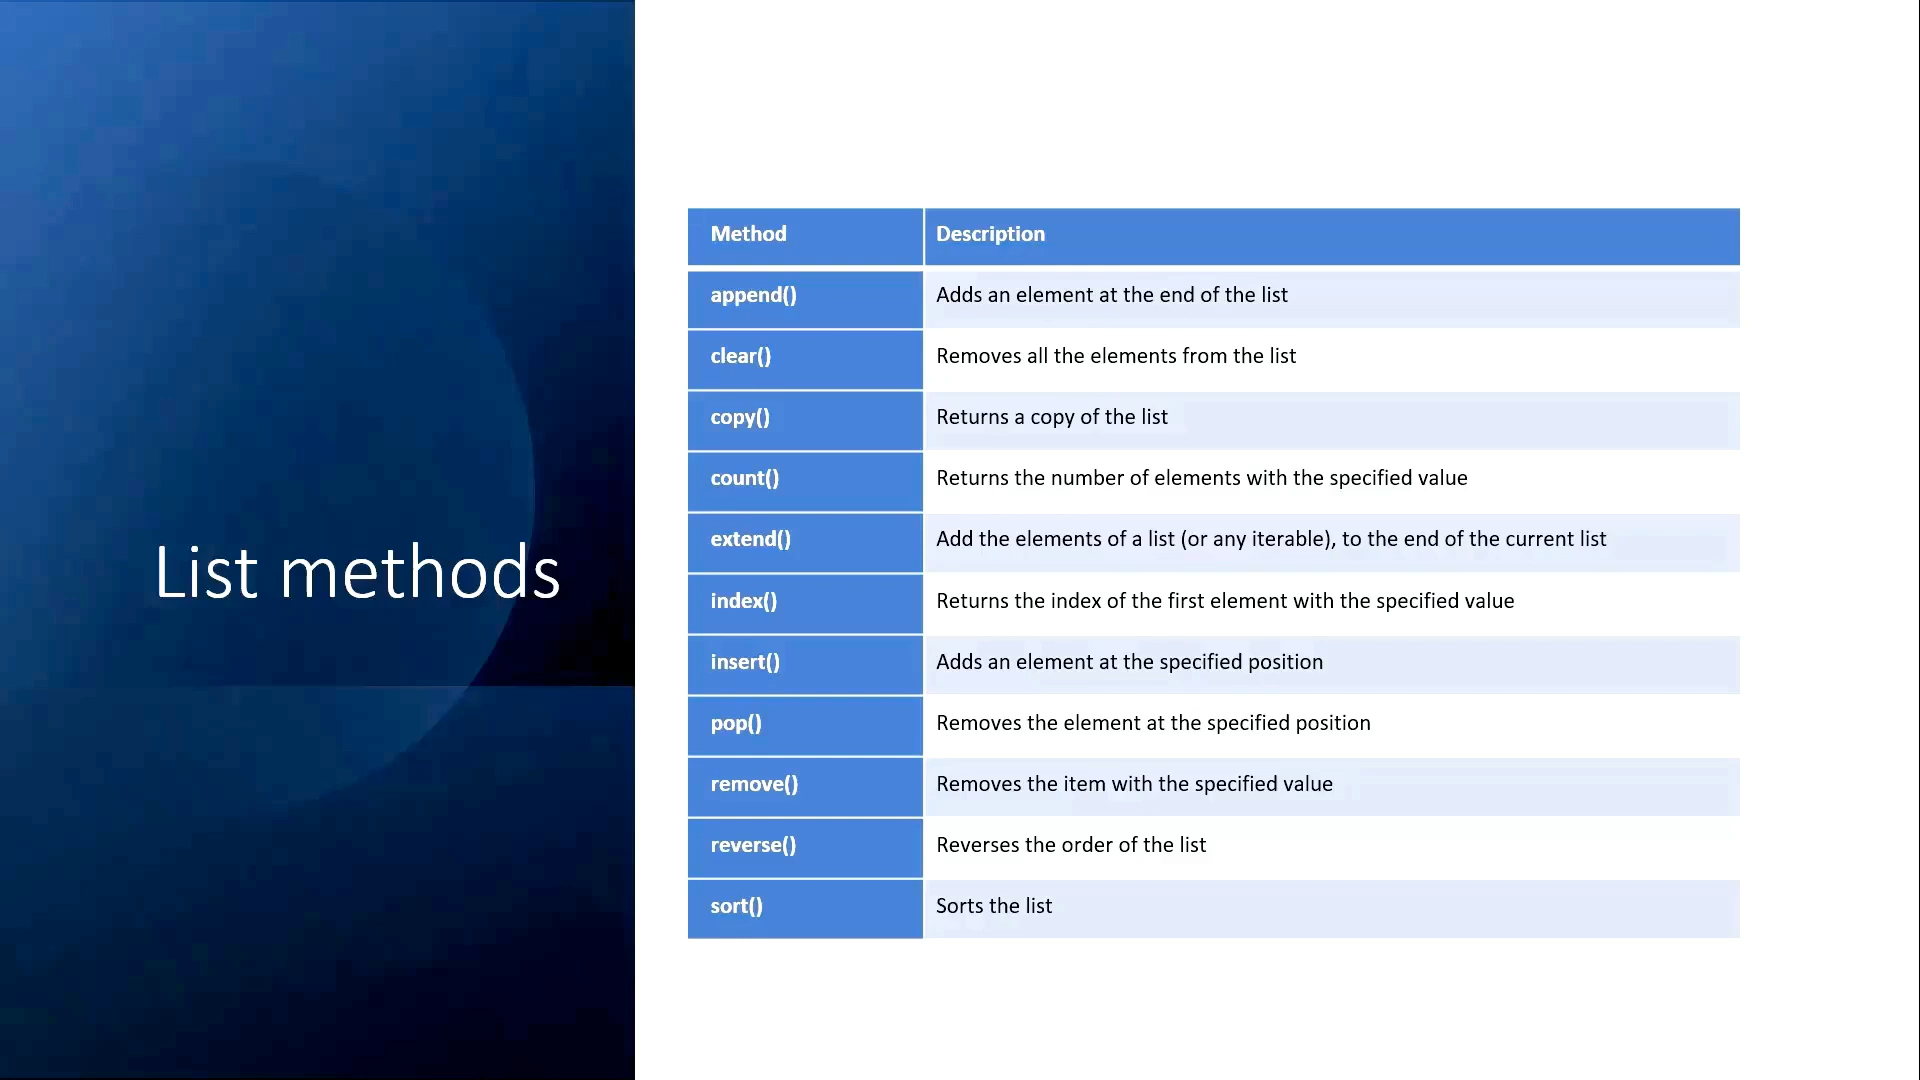 List methods
Method Description
append() Adds an element at the end of the list
clear() Removes all the elements from the list
copy() Returns a copy of the list
count() Returns the number of elements with the specified value
extend() Add the elements of a list (or any iterable), to the end of the current list
index() Returns the index of the first element with the specified value
insert() Adds an element at the specified position
pop() Removes the element at the specified position
remove() Removes the item with the specified value
reverse() Reverses the order of the list
sort() Sorts the list